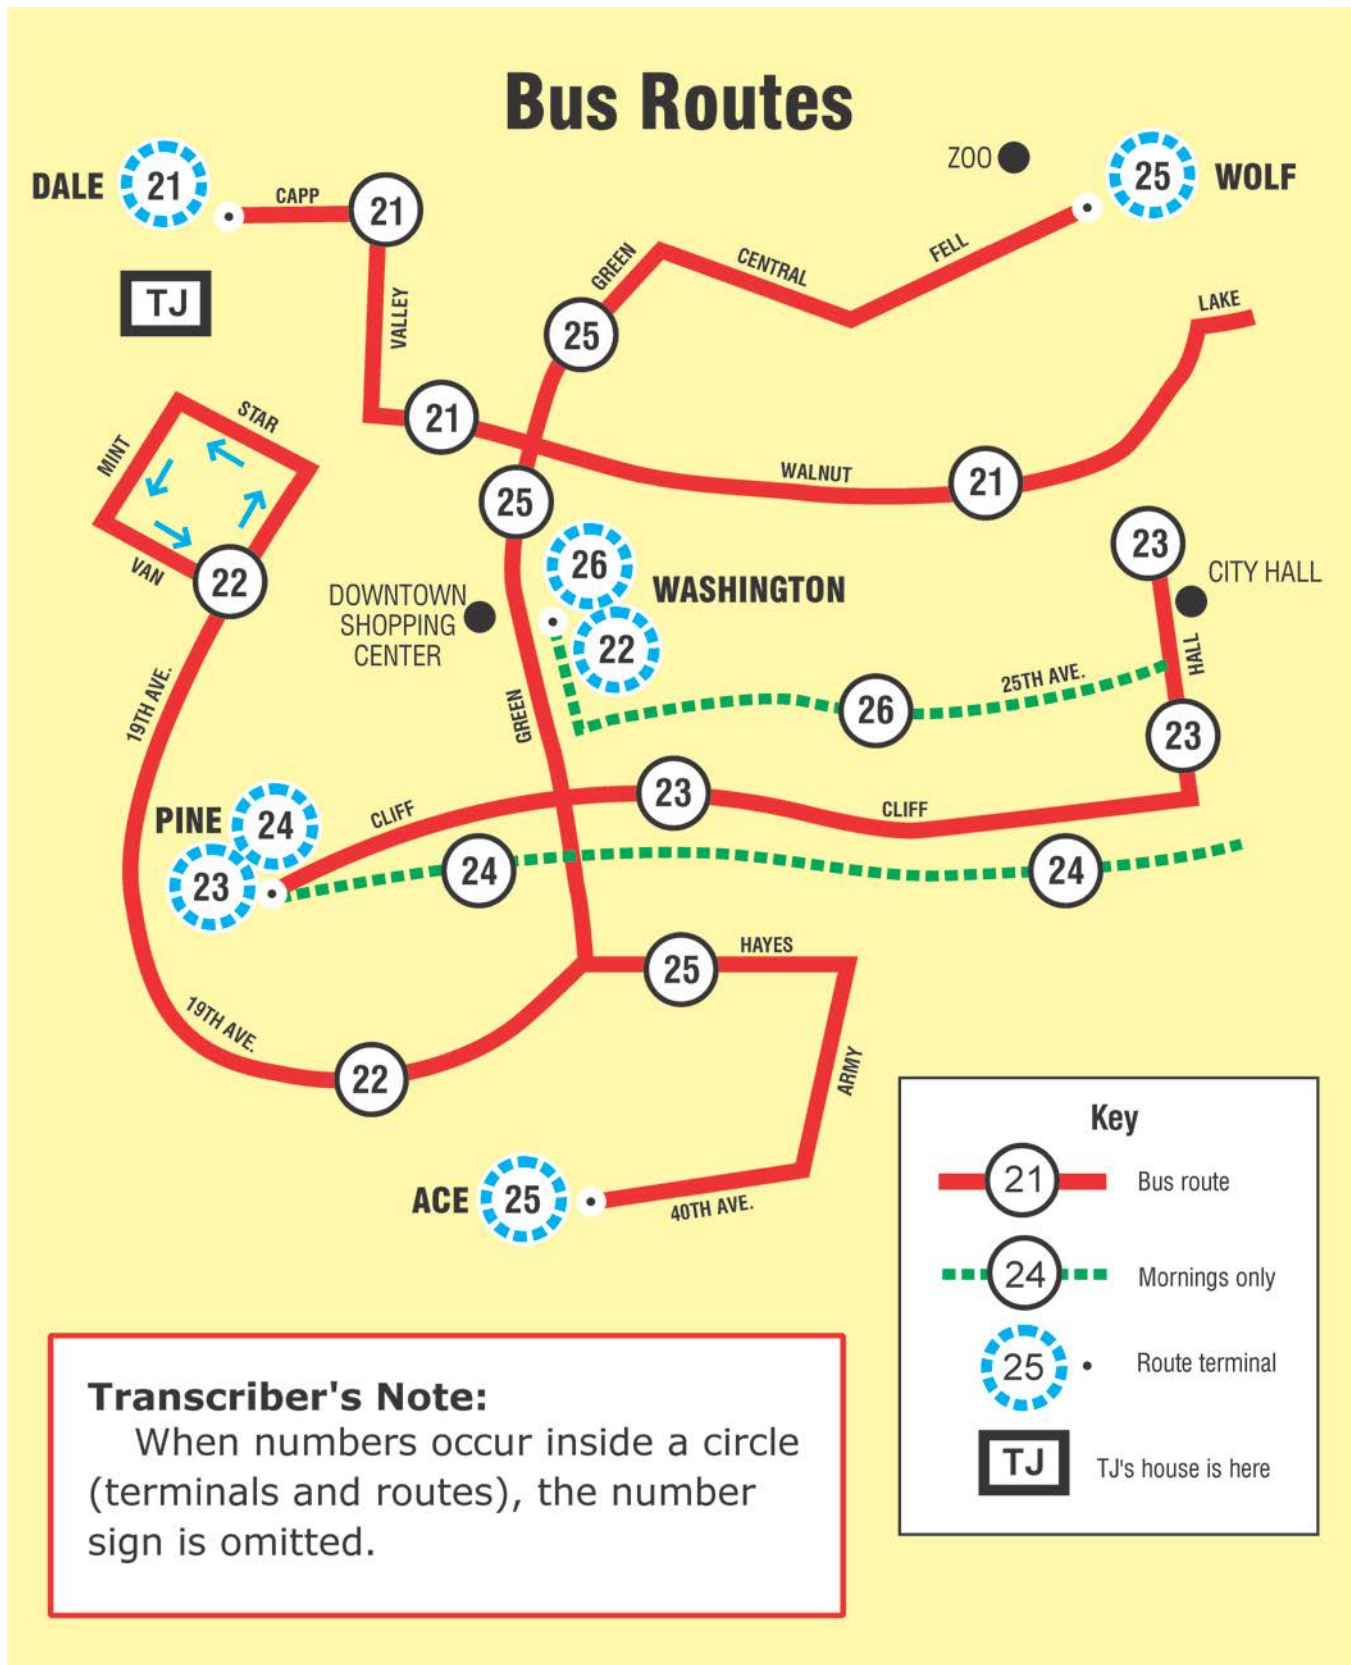 Bus Routes
ZOO
25 WOLF
DALE 21
CAPP
21
GREEN
CENTRAL
FELL
LAKE
TJ
VALLEY
25
21
STAR
MINT
WALNUT
21
25
23
26
WASHINGTON
CITY HALL
VAN
22
DOWNTOWN
SHOPPING
CENTER
22
HALL
25TH AVE.
19TH AVE.
GREEN
26
23
PINE 24
CLIFF
23
CLIFF
23
24
24
HAYES
25
19TH AVE.
22
ARMY
ACE 25
40TH AVE.
Key
21 Bus route
24 Mornings only
25 Route terminal
TJ TJ's house is here
Transcriber's Note:
When numbers occur inside a circle
(terminals and routes), the number
sign is omitted.